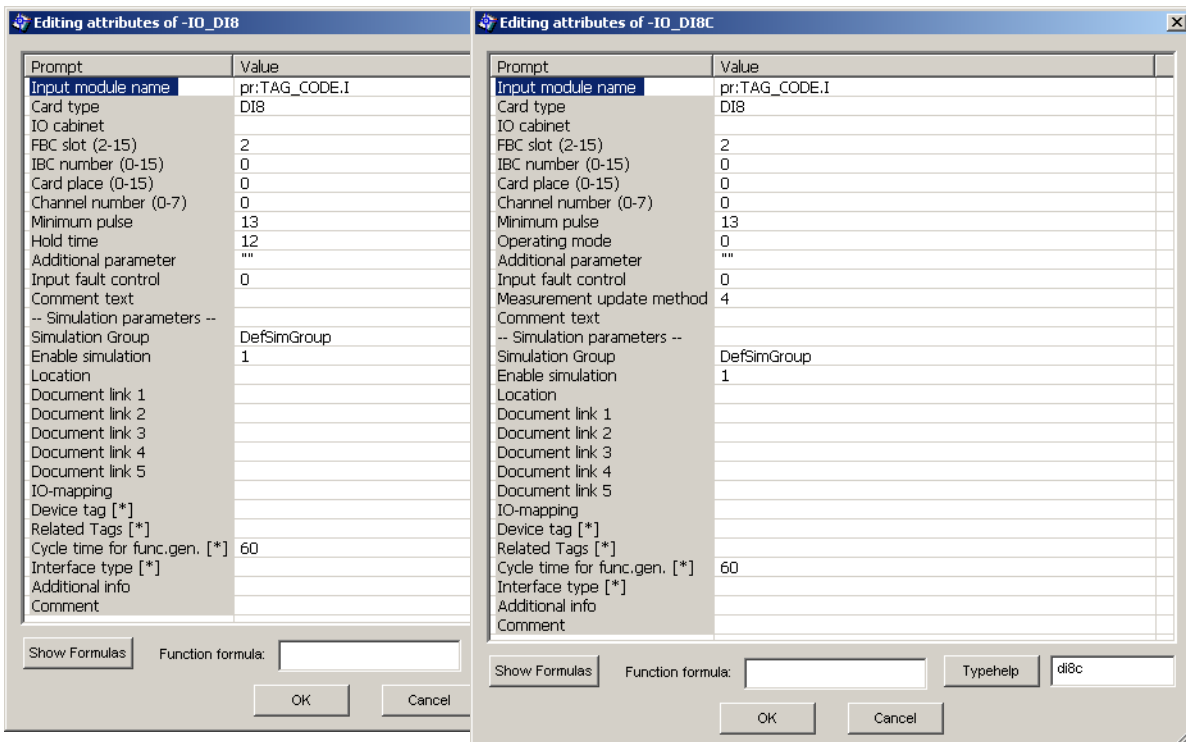 Editing attributes of -IO_DI8
Prompt Value
Input module name pr:TAG_CODE.I
Card type DI8
IO cabinet
FBC slot (2-15) 2
IBC number (0-15) 0
Card place (0-15) 0
Channel number (0-7) 0
Minimum pulse 13
Hold time 12
Additional parameter ""
Input fault control 0
Comment text
-- Simulation parameters --
Simulation Group DefSimGroup
Enable simulation 1
Location
Document link 1
Document link 2
Document link 3
Document link 4
Document link 5
IO-mapping
Device tag [*]
Related Tags [*]
Cycle time for func.gen. [*] 60
Interface type [*]
Additional info
Comment
Show Formulas Function formula:
OK Cancel
Editing attributes of -IO_DI8C
Prompt Value
Input module name pr:TAG_CODE.I
Card type DI8
IO cabinet
FBC slot (2-15) 2
IBC number (0-15) 0
Card place (0-15) 0
Channel number (0-7) 0
Minimum pulse 13
Operating mode 0
Additional parameter ""
Input fault control 0
Measurement update method 4
Comment text
-- Simulation parameters --
Simulation Group DefSimGroup
Enable simulation 1
Location
Document link 1
Document link 2
Document link 3
Document link 4
Document link 5
IO-mapping
Device tag [*]
Related Tags [*]
Cycle time for func.gen. [*] 60
Interface type [*]
Additional info
Comment
Show Formulas Function formula: Typehelp di8c
OK Cancel